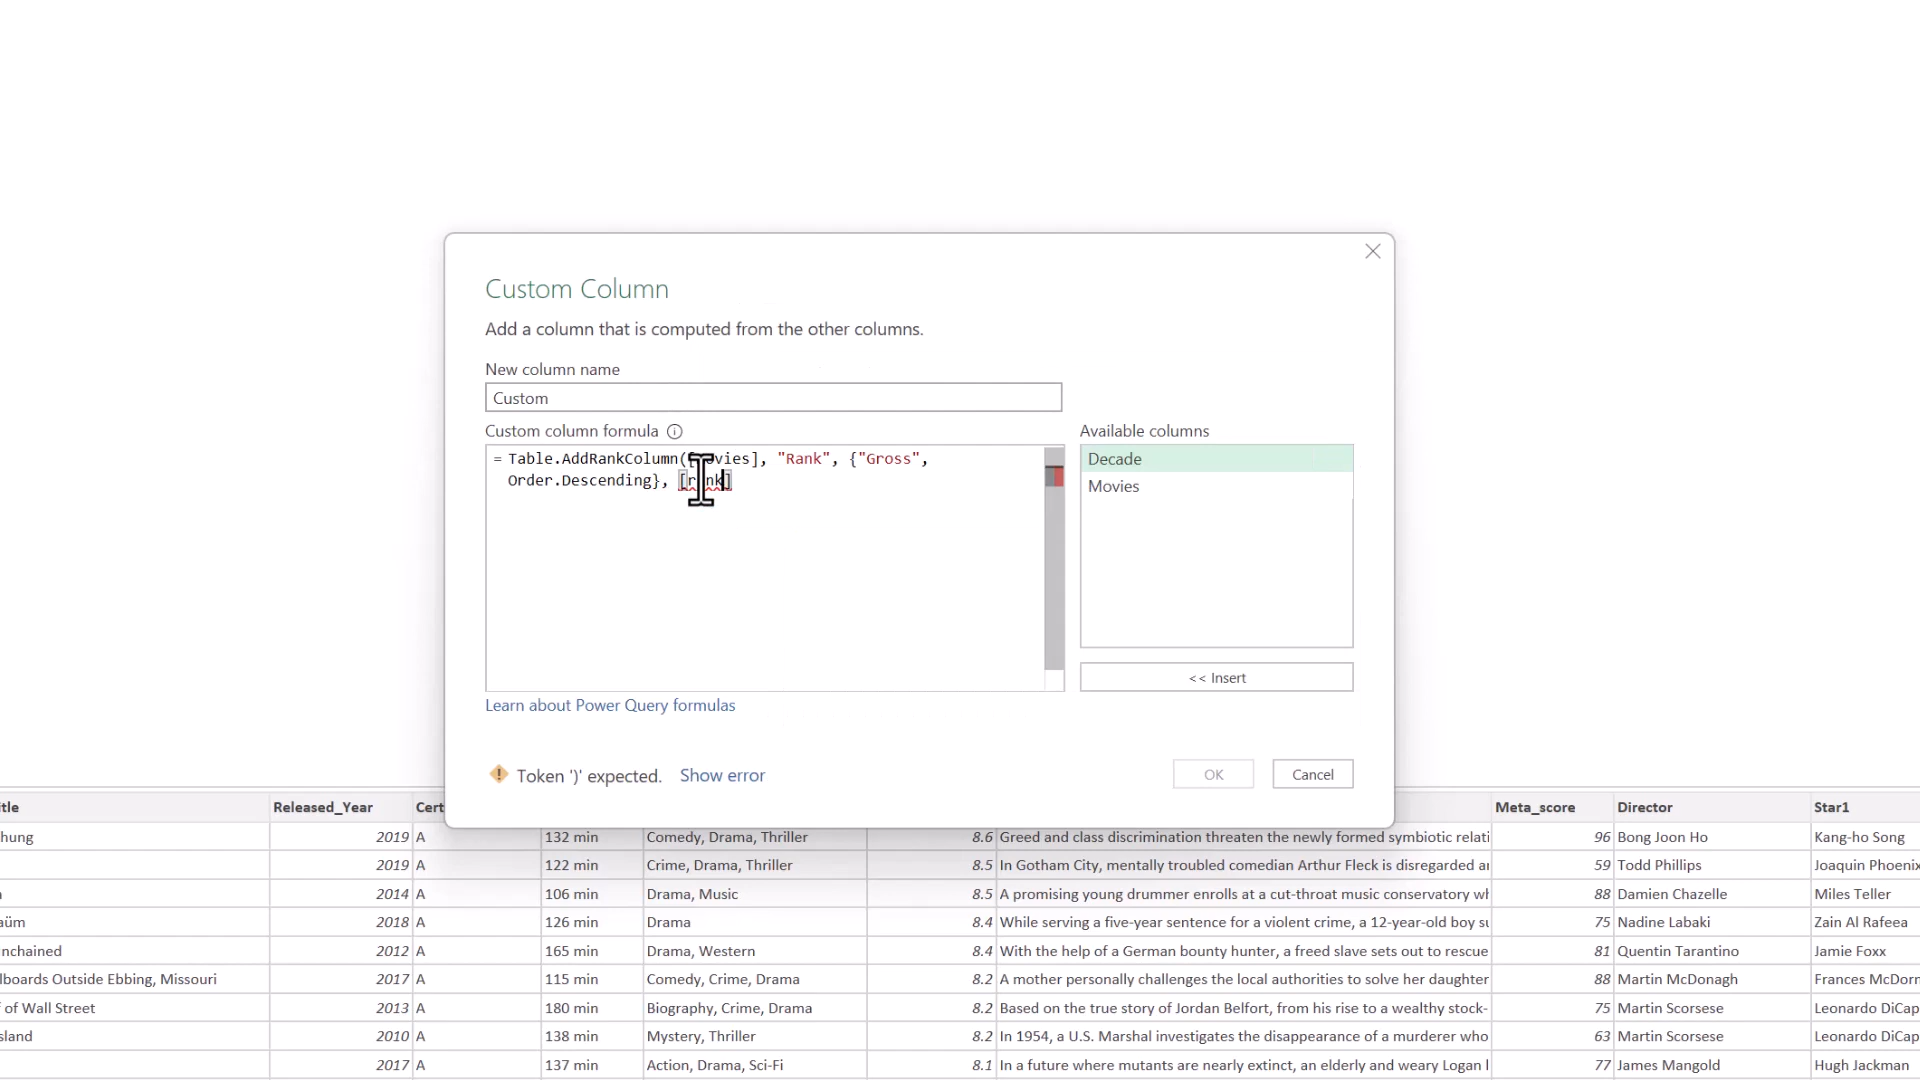 Custom Column
Add a column that is computed from the other columns.
New column name
Custom
Custom column formula
Available columns
= Table.AddRankColumn([Movies], "Rank", {"Gross",
Order.Descending}, [rank]
Decade
Movies
<< Insert
Learn about Power Query formulas
Token ')' expected. Show error
OK Cancel
itle Released_Year Cert Meta_score Director Star1
hung 2019 A 132 min Comedy, Drama, Thriller 8.6 Greed and class discrimination threaten the newly formed symbiotic relati 96 Bong Joon Ho Kang-ho Song
2019 A 122 min Crime, Drama, Thriller 8.5 In Gotham City, mentally troubled comedian Arthur Fleck is disregarded ar 59 Todd Phillips Joaquin Phoenix
2014 A 106 min Drama, Music 8.5 A promising young drummer enrolls at a cut-throat music conservatory wh 88 Damien Chazelle Miles Teller
aüm 2018 A 126 min Drama 8.4 While serving a five-year sentence for a violent crime, a 12-year-old boy su 75 Nadine Labaki Zain Al Rafeea
nchained 2012 A 165 min Drama, Western 8.4 With the help of a German bounty hunter, a freed slave sets out to rescue 81 Quentin Tarantino Jamie Foxx
lboards Outside Ebbing, Missouri 2017 A 115 min Comedy, Crime, Drama 8.2 A mother personally challenges the local authorities to solve her daughter 88 Martin McDonagh Frances McDorn
f of Wall Street 2013 A 180 min Biography, Crime, Drama 8.2 Based on the true story of Jordan Belfort, from his rise to a wealthy stock- 75 Martin Scorsese Leonardo DiCap
sland 2010 A 138 min Mystery, Thriller 8.2 In 1954, a U.S. Marshal investigates the disappearance of a murderer who 63 Martin Scorsese Leonardo DiCap
2017 A 137 min Action, Drama, Sci-Fi 8.1 In a future where mutants are nearly extinct, an elderly and weary Logan l 77 James Mangold Hugh Jackman